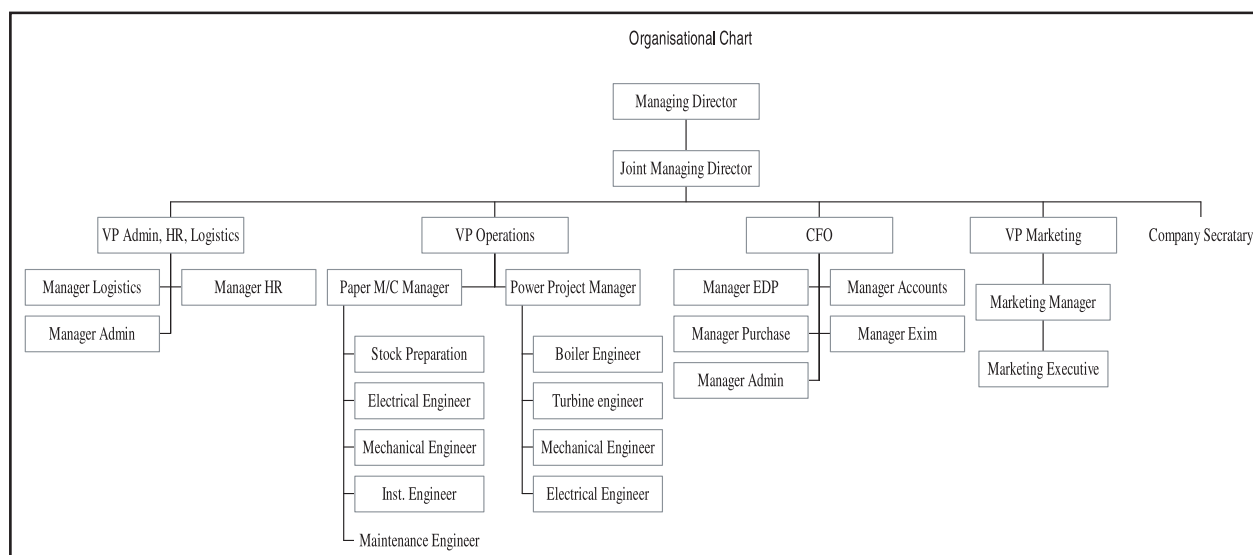 Organisational Chart
Managing Director
Joint Managing Director
VP Admin, HR, Logistics
VP Operations
CFO
VP Marketing
Company Secratary
Manager Logistics
Manager HR
Manager Admin
Paper M/C Manager
Power Project Manager
Stock Preparation
Electrical Engineer
Mechanical Engineer
Inst. Engineer
Maintenance Engineer
Boiler Engineer
Turbine engineer
Mechanical Engineer
Electrical Engineer
Manager EDP
Manager Accounts
Manager Purchase
Manager Exim
Manager Admin
Marketing Manager
Marketing Executive